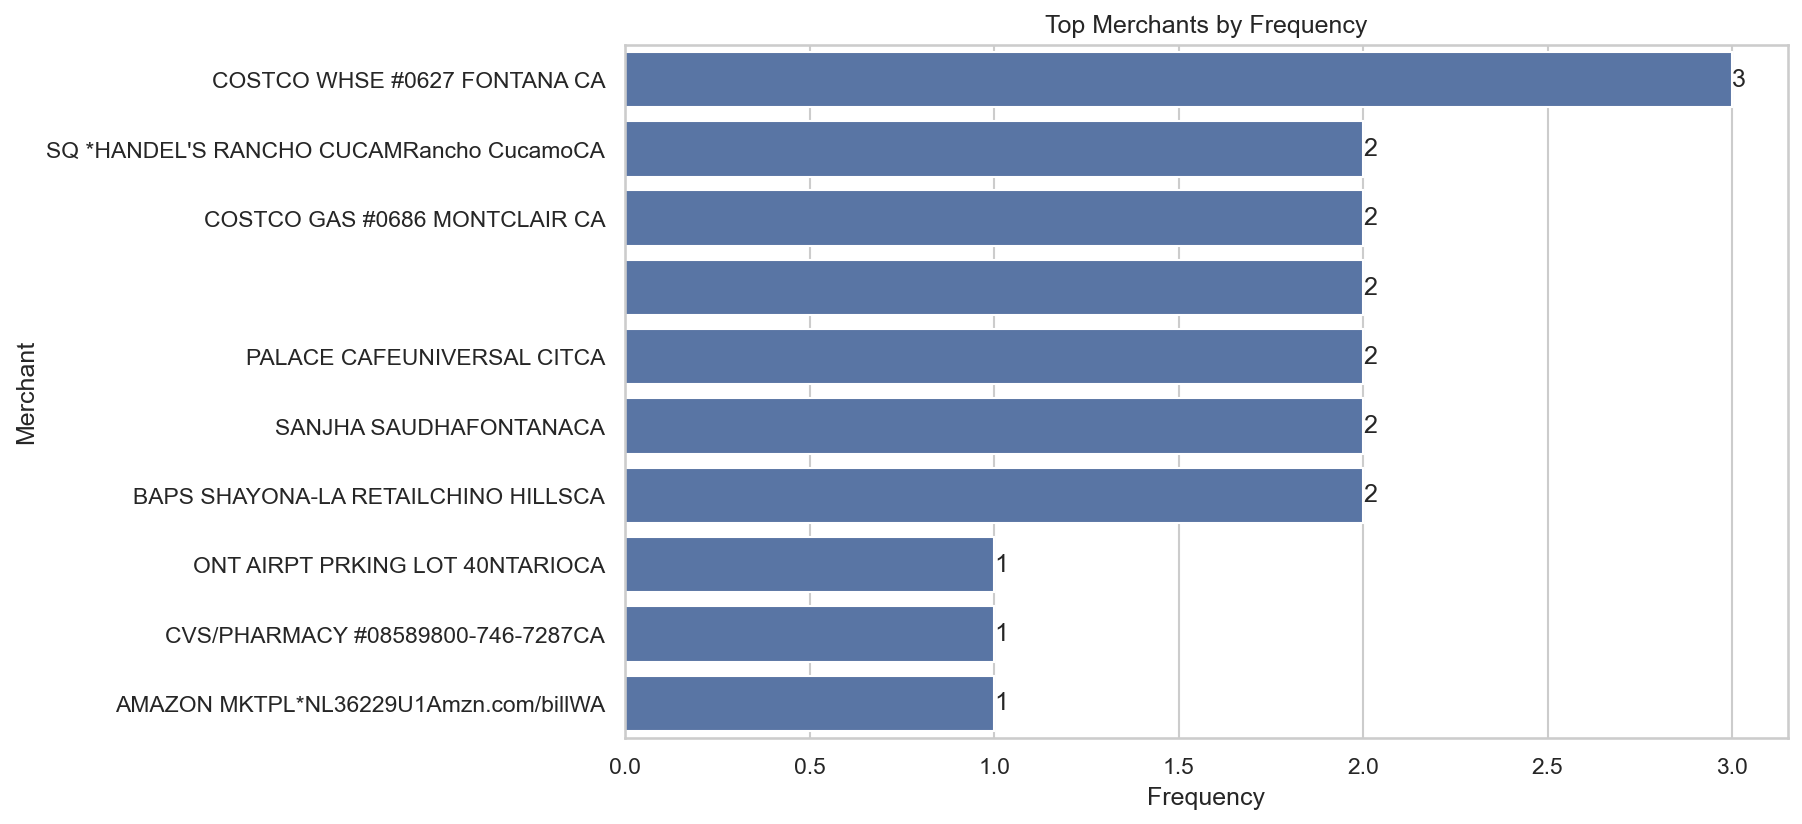 Top Merchants by Frequency
COSTCO WHSE #0627 FONTANA CA
3
SQ *HANDEL'S RANCHO CUCAMRancho CucamoCA
2
COSTCO GAS #0686 MONTCLAIR CA
2
2
PALACE CAFEUNIVERSAL CITCA
2
SANJHA SAUDHAFONTANACA
2
BAPS SHAYONA-LA RETAILCHINO HILLSCA
2
ONT AIRPT PRKING LOT 40NTARIOCA
1
CVS/PHARMACY #08589800-746-7287CA
1
AMAZON MKTPL*NL36229U1Amzn.com/billWA
1
Merchant
0.0 0.5 1.0 1.5 2.0 2.5 3.0
Frequency